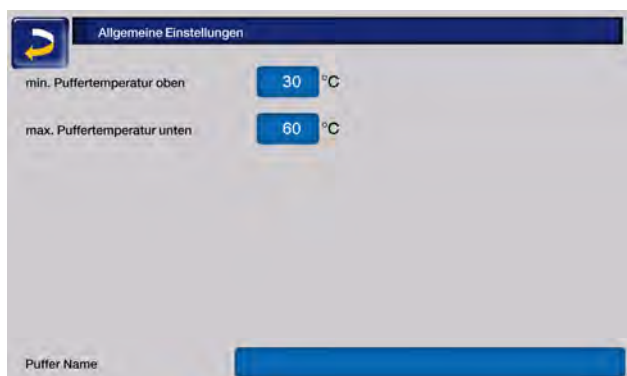 Allgemeine Einstellungen
min. Puffertemperatur oben 30 °C
max. Puffertemperatur unten 60 °C
Puffer Name